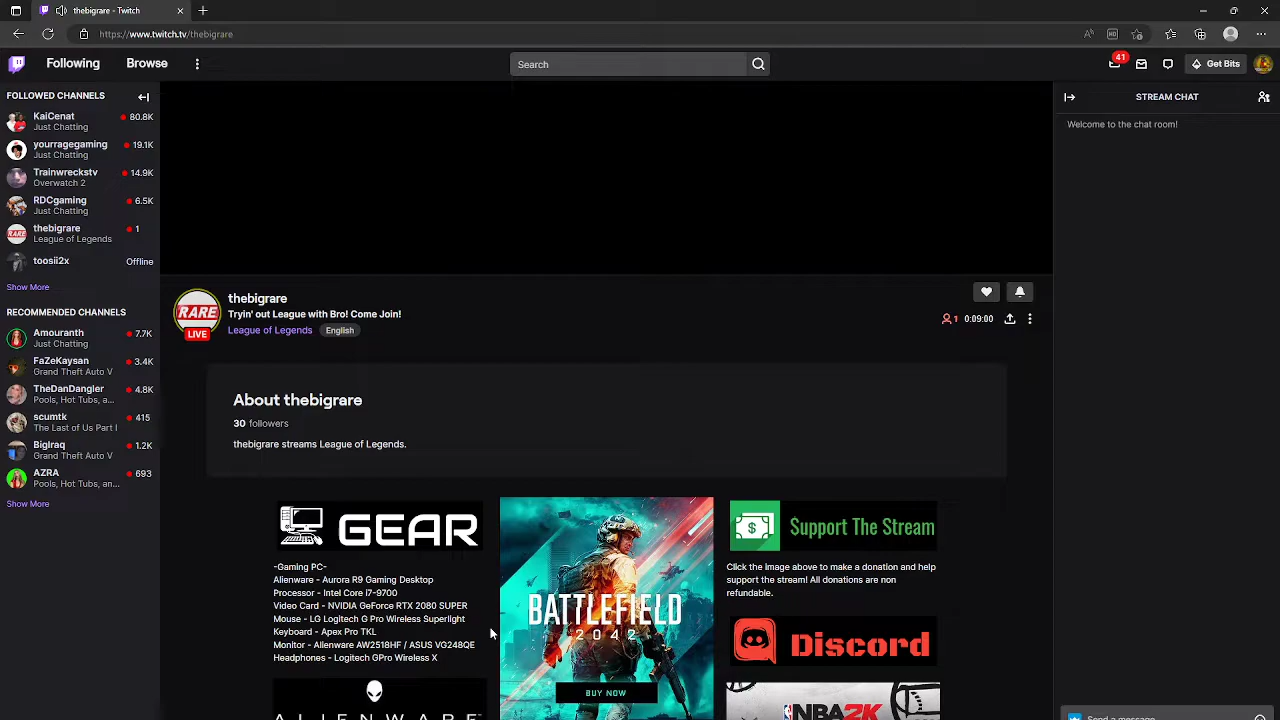 thebigrare - Twitch
https://www.twitch.tv/thebigrare
Following
Browse
Search
41
Get Bits
FOLLOWED CHANNELS
KaiCenat
80.8K
Just Chatting
yourragegaming
19.1K
Just Chatting
Trainwreckstv
14.9K
Overwatch 2
RDCgaming
6.5K
Just Chatting
thebigrare
1
League of Legends
toosii2x
Offline
Show More
RECOMMENDED CHANNELS
Amouranth
7.7K
Just Chatting
FaZeKaysan
3.4K
Grand Theft Auto V
TheDanDangler
4.8K
Pools, Hot Tubs, a...
scumtk
415
The Last of Us Part I
BigIraq
1.2K
Grand Theft Auto V
AZRA
693
Pools, Hot Tubs, an...
Show More
RARE
LIVE
thebigrare
Tryin' out League with Bro! Come Join!
League of Legends
English
1
0:09:00
About thebigrare
30 followers
thebigrare streams League of Legends.
GEAR
-Gaming PC-
Alienware - Aurora R9 Gaming Desktop
Processor - Intel Core i7-9700
Video Card - NVIDIA GeForce RTX 2080 SUPER
Mouse - LG Logitech G Pro Wireless Superlight
Keyboard - Apex Pro TKL
Monitor - Alienware AW2518HF / ASUS VG248QE
Headphones - Logitech GPro Wireless X
ALIENWARE
BATTLEFIELD
2042
BUY NOW
$
Support The Stream
Click the image above to make a donation and help
support the stream! All donations are non
refundable.
Discord
NBA2K
STREAM CHAT
Welcome to the chat room!
Send a message